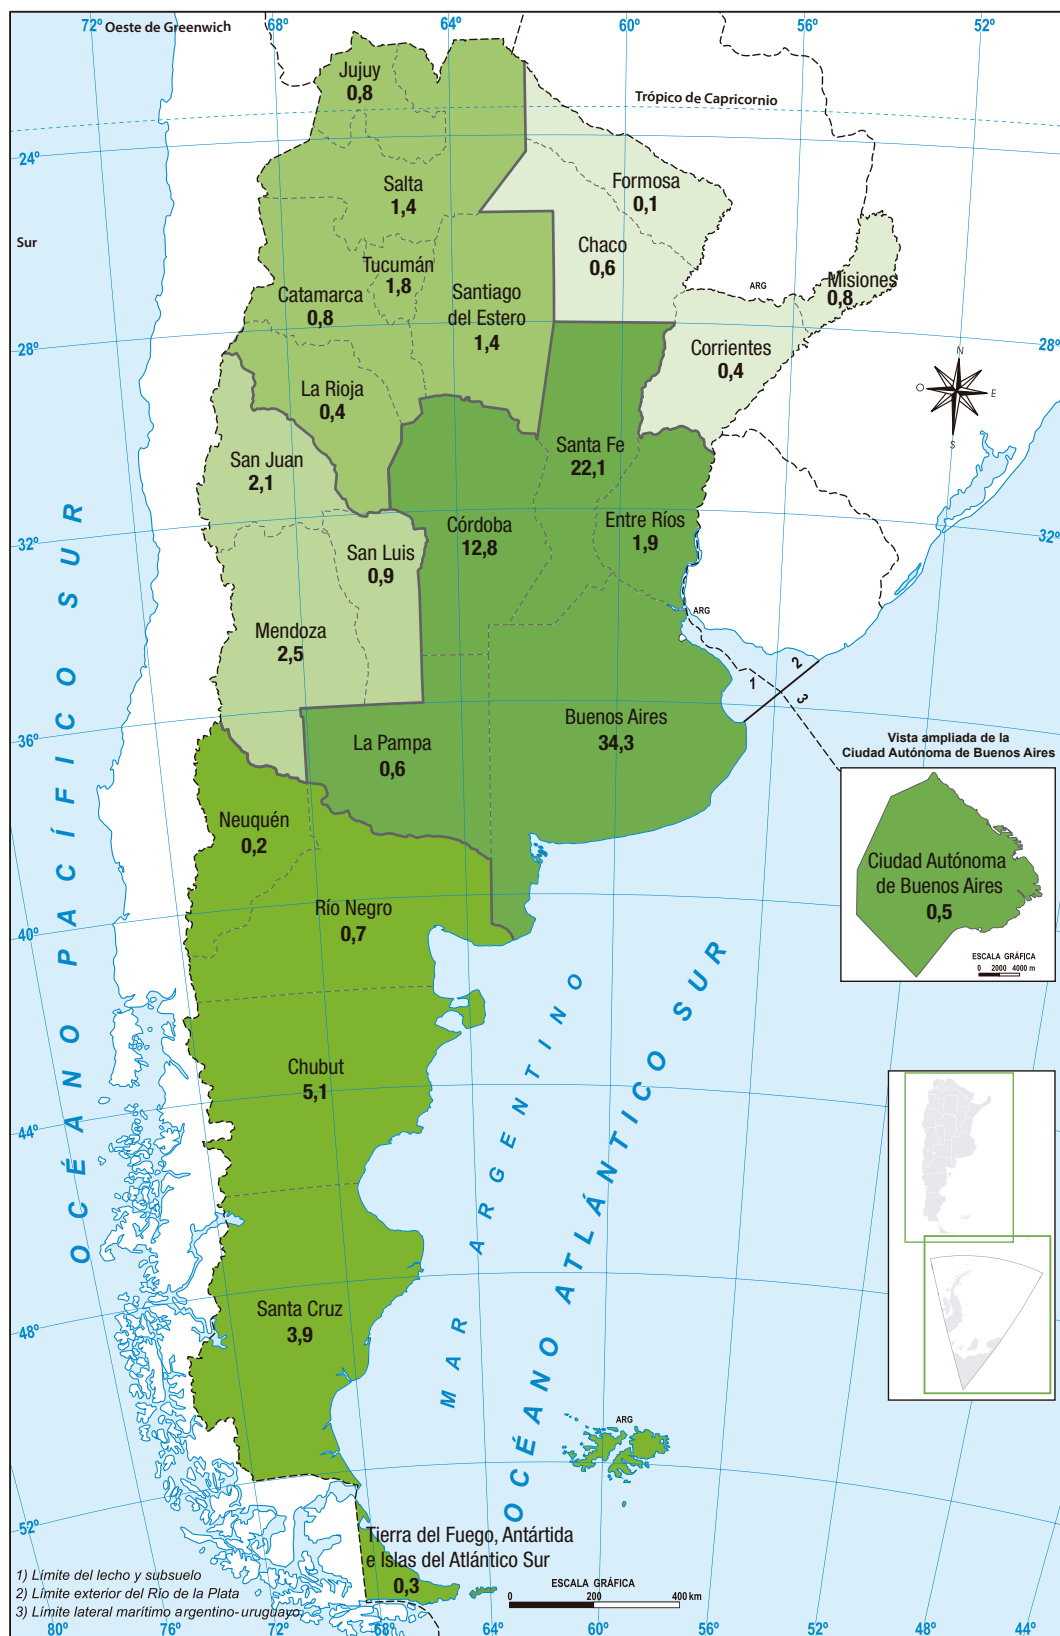 72º
Oeste de Greenwich
68º
64º
60º
56º
52º
Jujuy
0,8
Trópico de Capricornio
24º
Salta
1,4
Formosa
0,1
Sur
Chaco
0,6
Tucumán
1,8
ARG
Misiones
0,8
Catamarca
0,8
Santiago
del Estero
1,4
28º
28º
Corrientes
0,4
N
O
E
S
La Rioja
0,4
San Juan
2,1
Santa Fe
22,1
Córdoba
12,8
Entre Ríos
1,9
32º
32º
San Luis
0,9
ARG
Mendoza
2,5
1
2
3
Buenos Aires
34,3
36º
La Pampa
0,6
Vista ampliada de la
Ciudad Autónoma de Buenos Aires
Neuquén
0,2
Ciudad Autónoma
de Buenos Aires
0,5
ESCALA GRÁFICA
0 2000 4000 m
Río Negro
0,7
40º
OCÉANO PACÍFICO SUR
MAR ARGENTINO
OCÉANO ATLÁNTICO SUR
Chubut
5,1
44º
Santa Cruz
3,9
48º
ARG
52º
Tierra del Fuego, Antártida
e Islas del Atlántico Sur
0,3
ESCALA GRÁFICA
0 200 400 km
1) Límite del lecho y subsuelo
2) Límite exterior del Río de la Plata
3) Límite lateral marítimo argentino-uruguayo
80º
76º
72º
68º
64º
60º
56º
52º
48º
44º